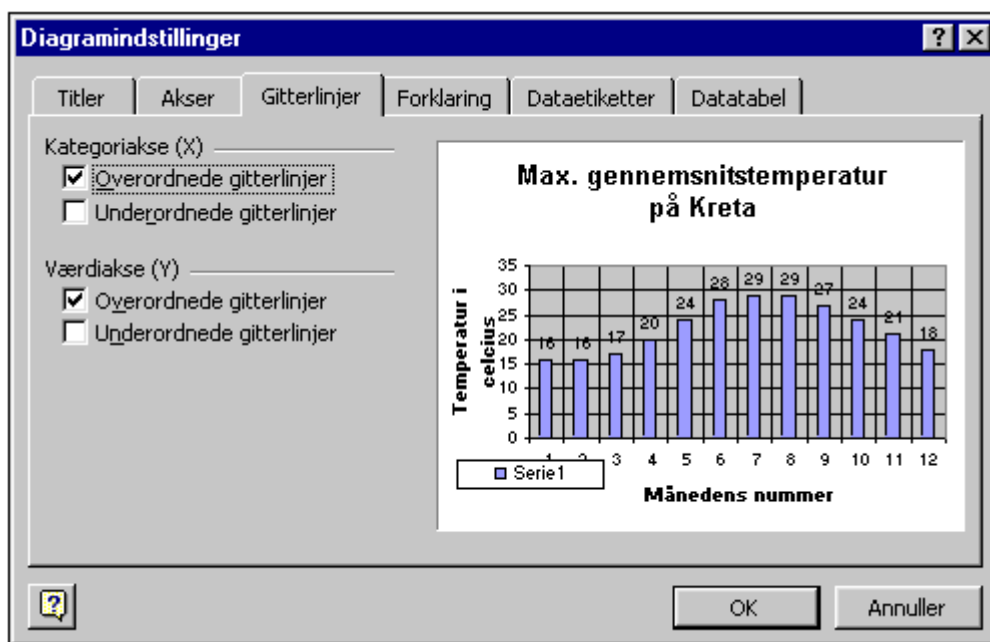 Diagramindstillinger
Titler Akser Gitterlinjer Forklaring Dataetiketter Datatabel
Kategoriakse (X)
Overordnede gitterlinjer
Underordnede gitterlinjer
Værdiakse (Y)
Overordnede gitterlinjer
Underordnede gitterlinjer
Max. gennemsnitstemperatur
på Kreta
Temperatur i
celcius
35
30
25
20
15
10
5
0
16 16 17 20 24 28 29 29 27 24 21 18
1 2 3 4 5 6 7 8 9 10 11 12
Serie1
Månedens nummer
OK Annuller